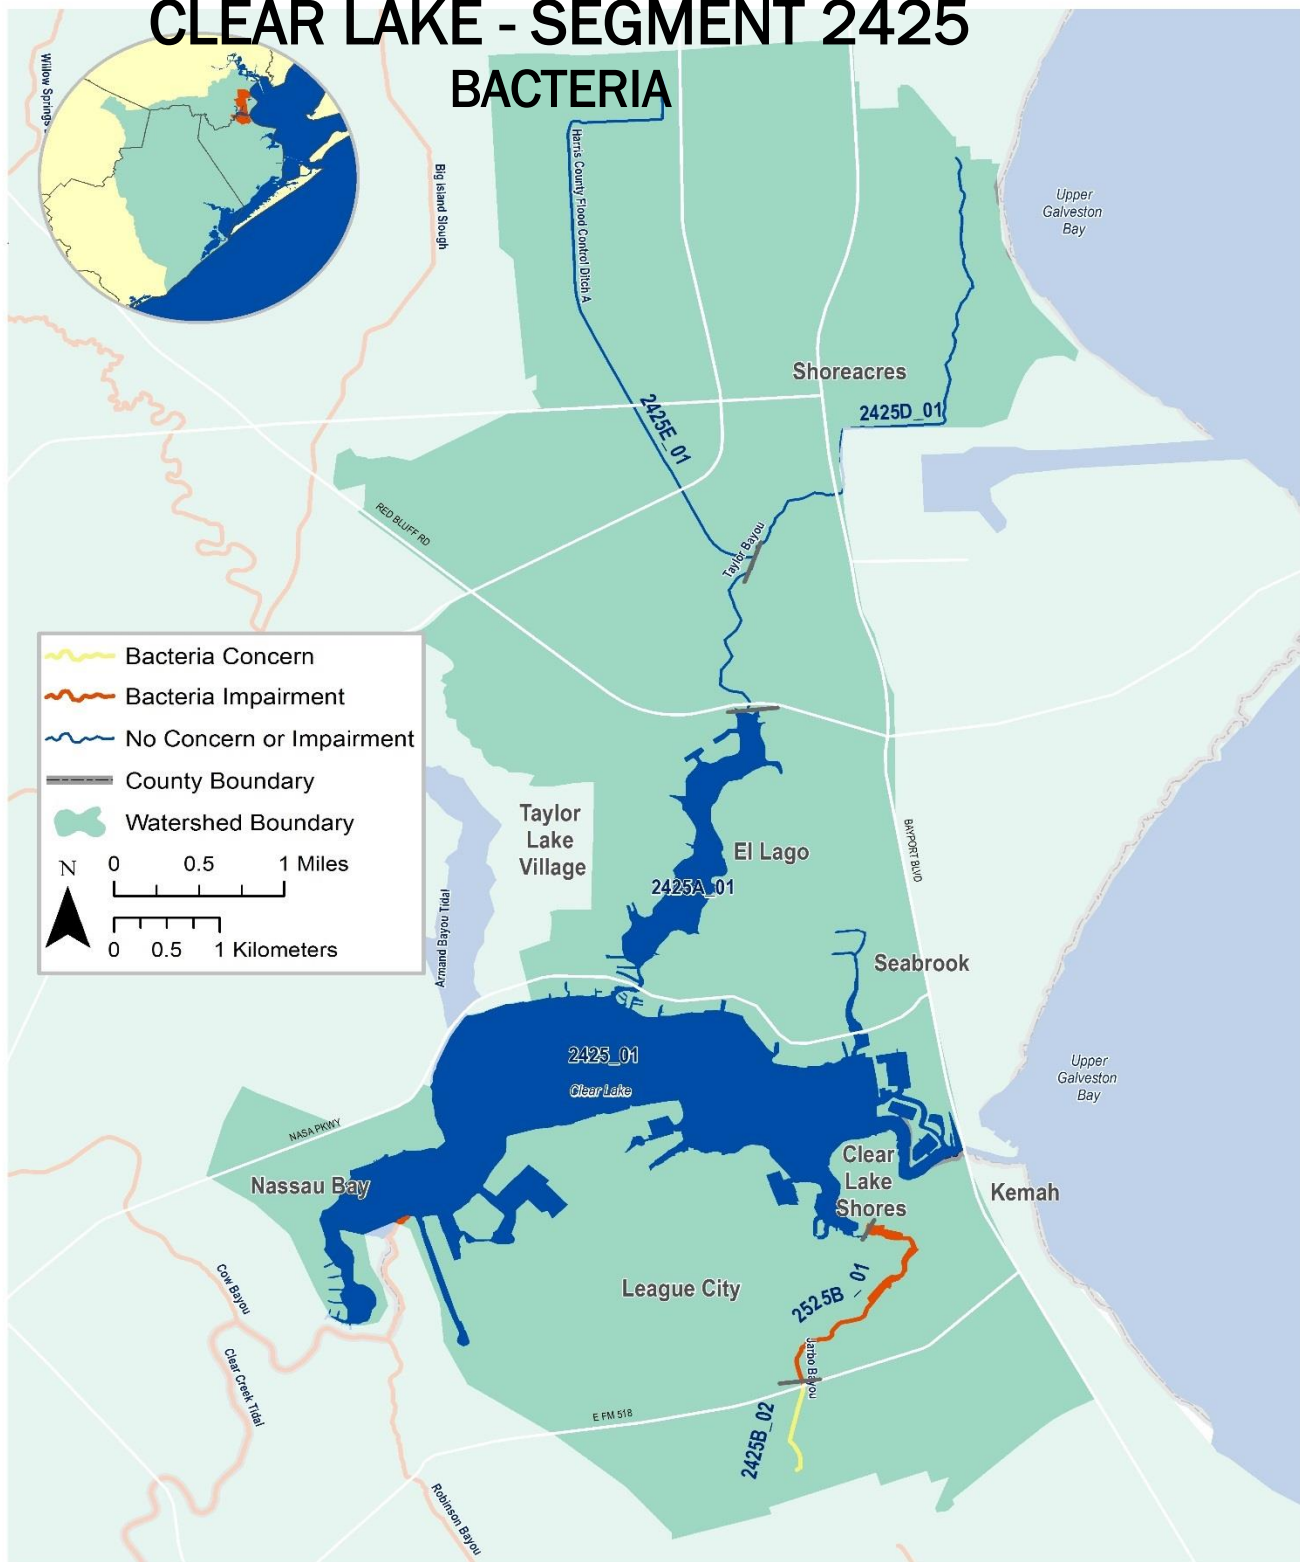 CLEAR LAKE - SEGMENT 2425
BACTERIA
Willow Springs
Big Island Slough
Harris County Flood Control Ditch A
Upper
Galveston
Bay
Shoreacres
2425D_01
2425E_01
RED BLUFF RD
Taylor Bayou
Bacteria Concern
Bacteria Impairment
No Concern or Impairment
County Boundary
Watershed Boundary
N
0 0.5 1 Miles
0 0.5 1 Kilometers
Taylor
Lake
Village
El Lago
BAYPORT BLVD
2425A_01
Armand Bayou Tidal
Seabrook
2425_01
Clear Lake
Upper
Galveston
Bay
NASA PKWY
Nassau Bay
Clear
Lake
Shores
Kemah
Cow Bayou
League City
2525B _01
Jarbo Bayou
Clear Creek Tidal
E FM 518
2425B_02
Robinson Bayou